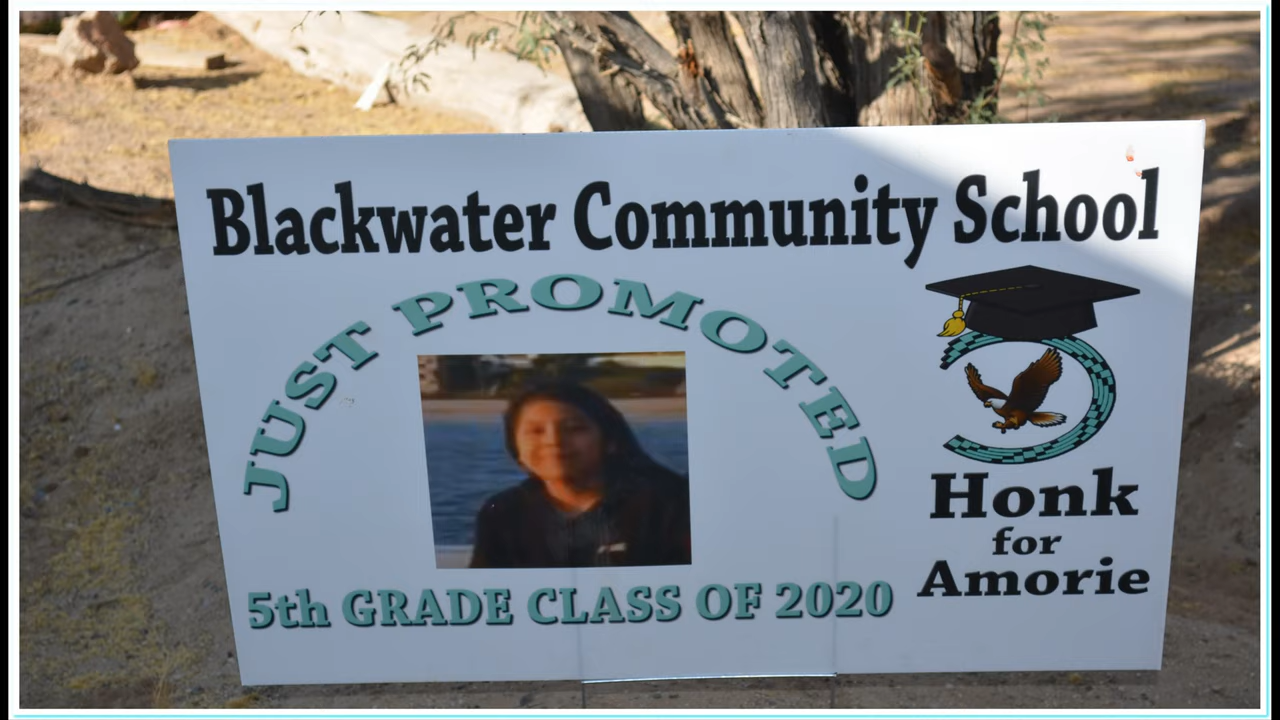 Blackwater Community School
JUST PROMOTED
5th GRADE CLASS OF 2020
Honk
for
Amorie